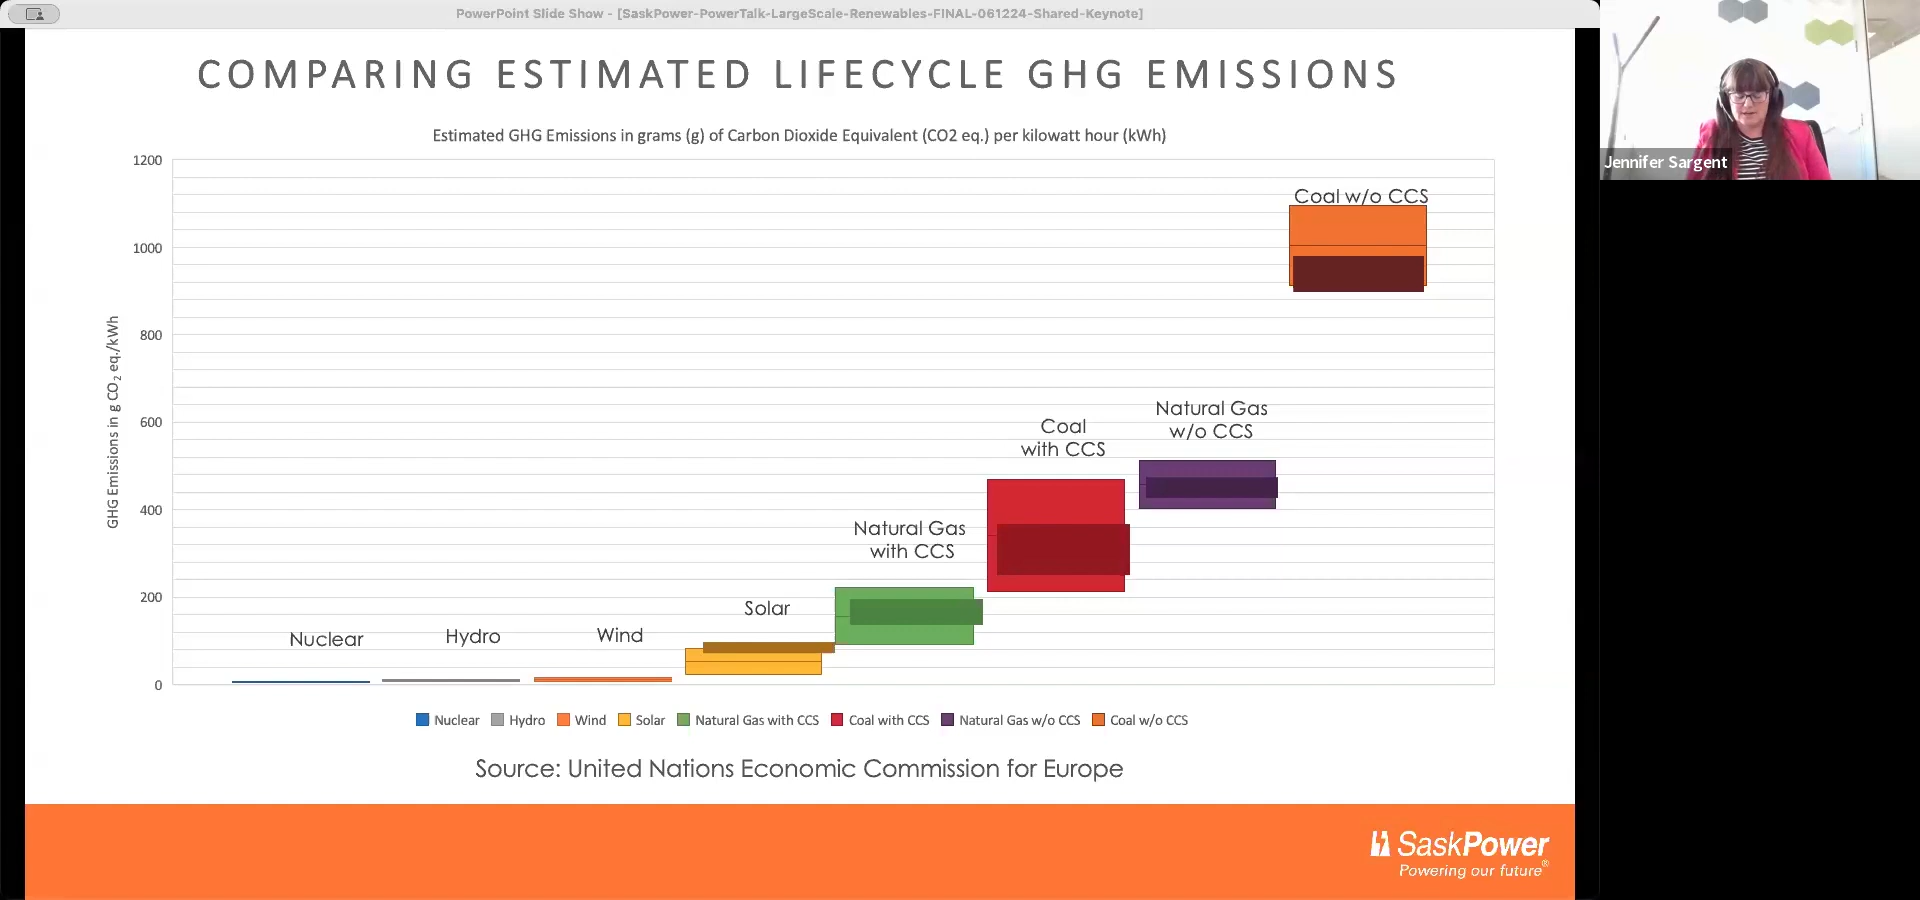 PowerPoint Slide Show - [SaskPower-PowerTalk-LargeScale-Renewables-FINAL-061224-Shared-Keynote]
COMPARING ESTIMATED LIFECYCLE GHG EMISSIONS
Jennifer Sargent
Estimated GHG Emissions in grams (g) of Carbon Dioxide Equivalent (CO2 eq.) per kilowatt hour (kWh)
GHG Emissions in g CO₂ eq./kWh
1200
1000
800
600
400
200
0
Nuclear
Hydro
Wind
Solar
Natural Gas
with CCS
Coal
with CCS
Natural Gas
w/o CCS
Coal w/o CCS
Nuclear Hydro Wind Solar Natural Gas with CCS Coal with CCS Natural Gas w/o CCS Coal w/o CCS
Source: United Nations Economic Commission for Europe
SaskPower
Powering our future®